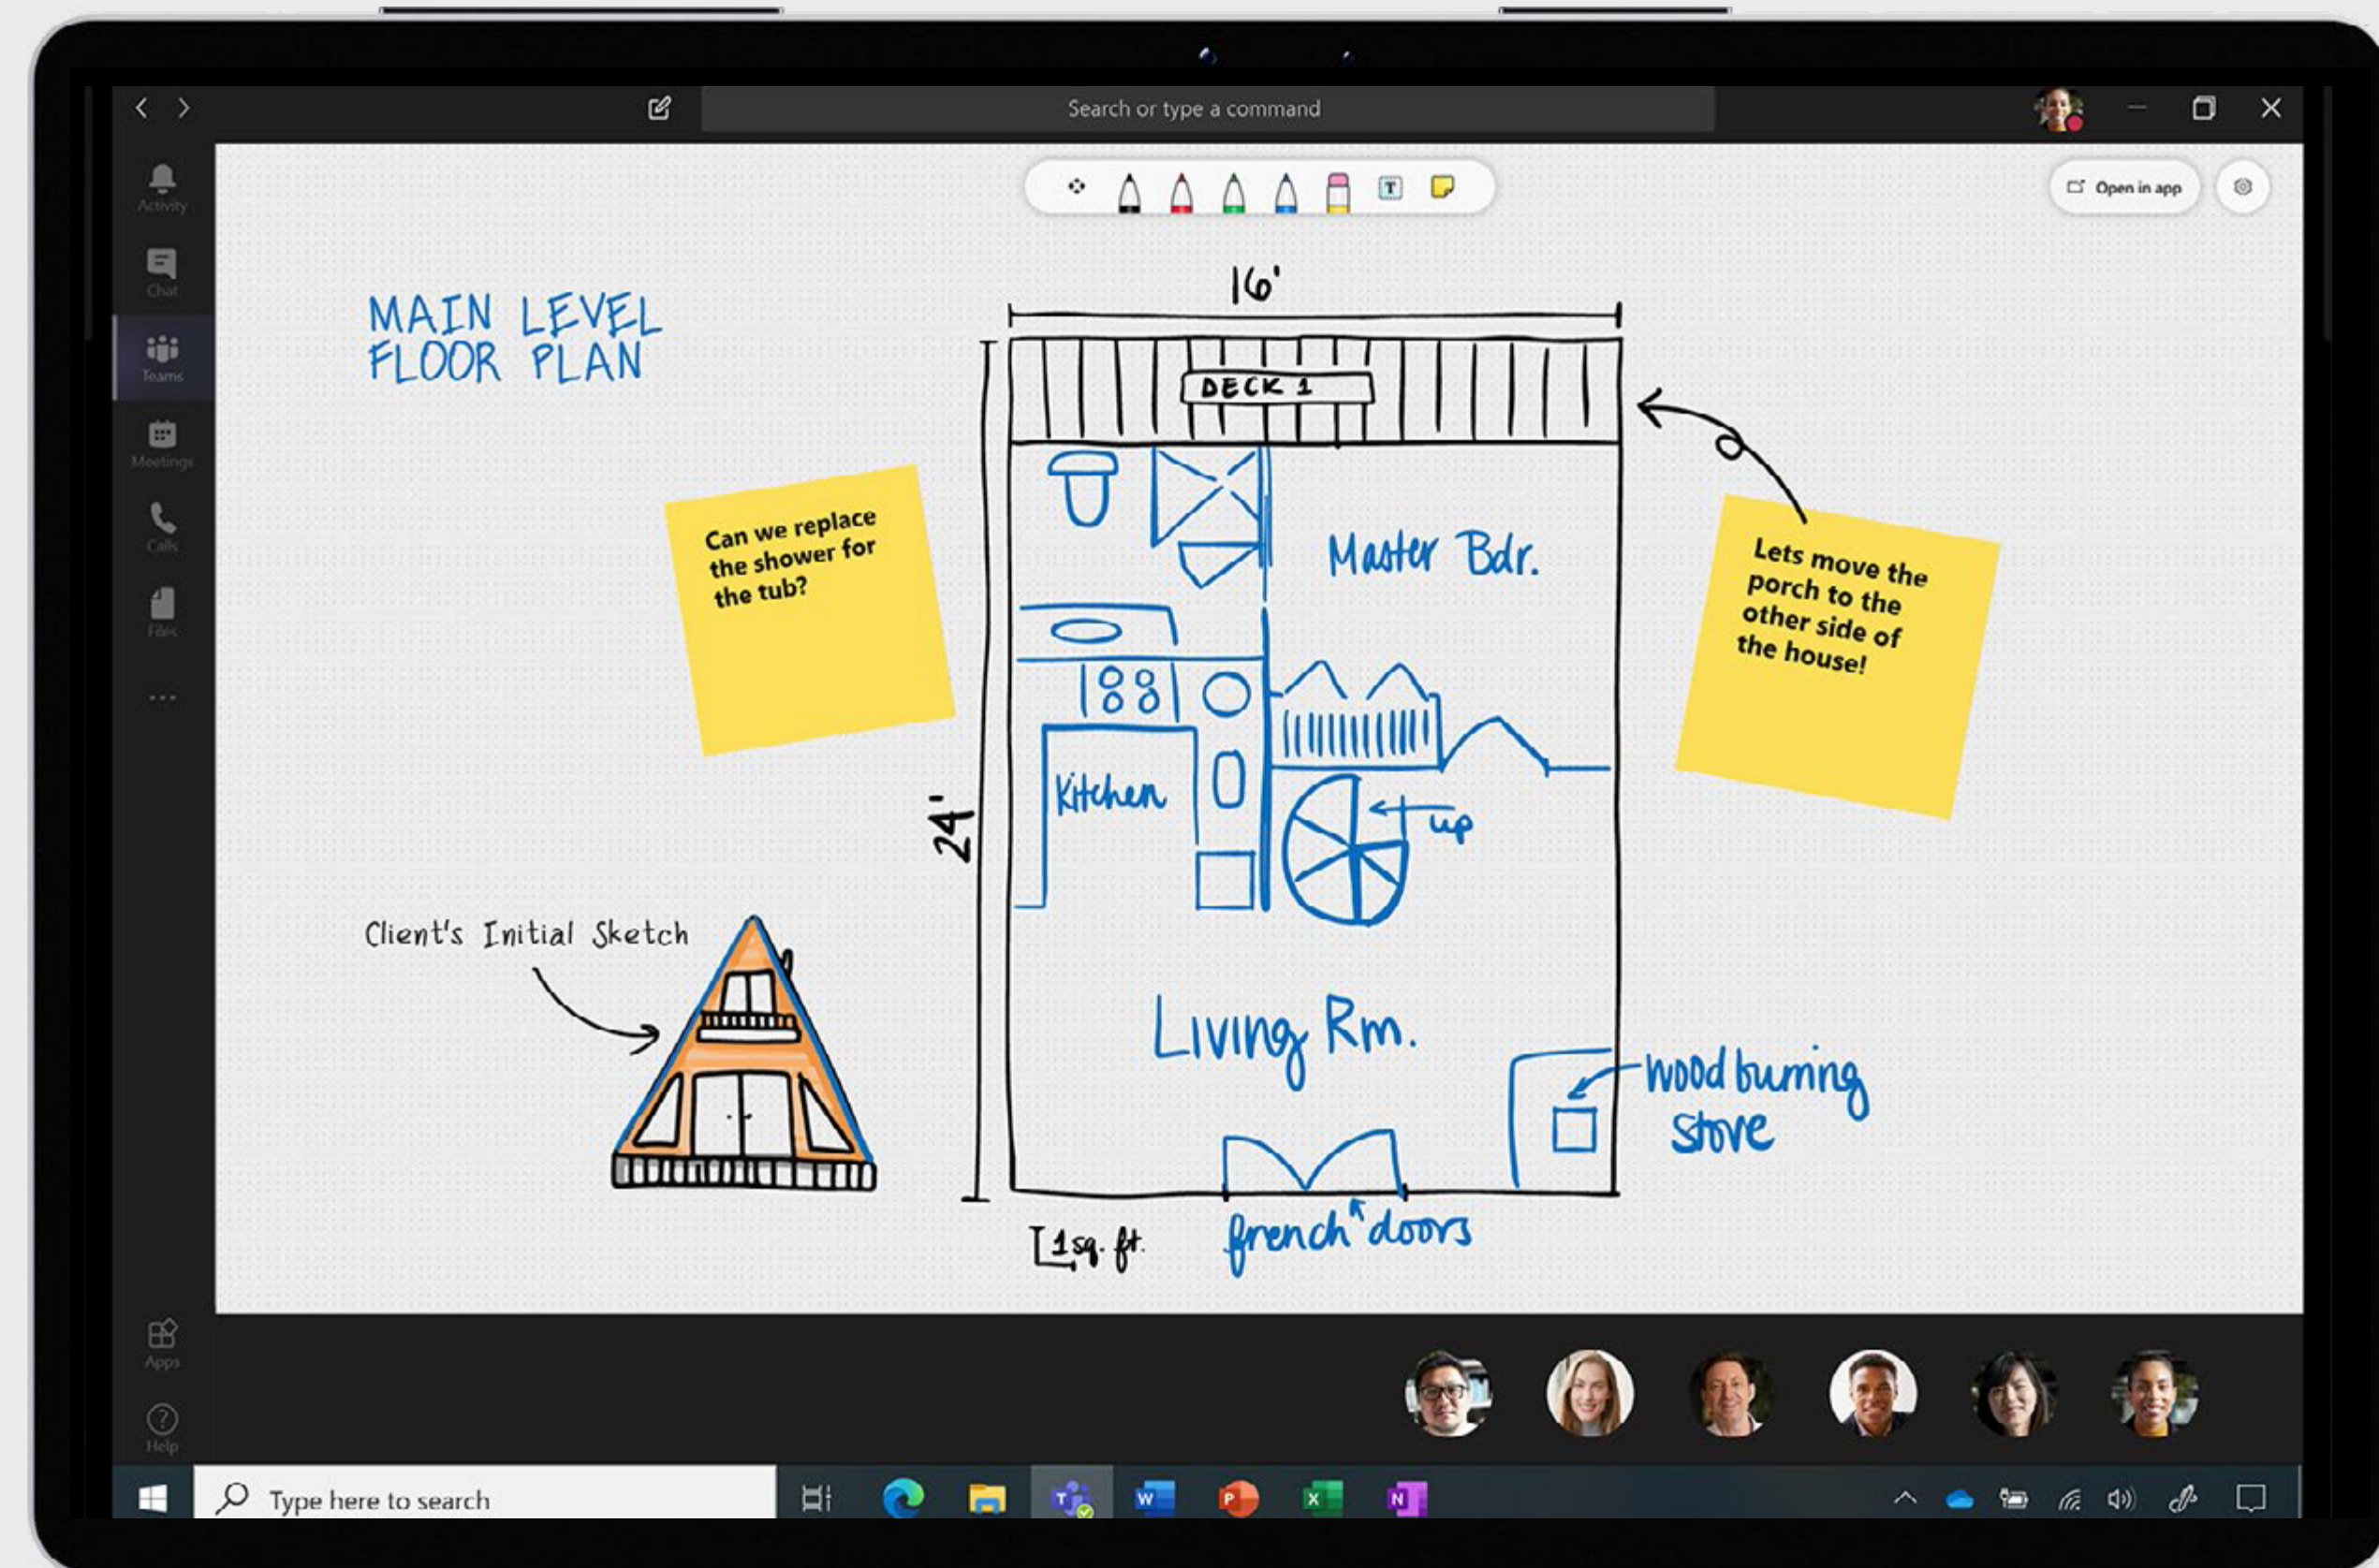 Search or type a command
Activity
Chat
Teams
Meetings
Calls
Files
Apps
Help
T
Open in app
MAIN LEVEL
FLOOR PLAN
16'
DECK 1
Can we replace
the shower for
the tub?
Master Bdr.
Lets move the
porch to the
other side of
the house!
24'
Kitchen
up
Client's Initial Sketch
Living Rm.
Wood burning
stove
1 sq. ft.
french doors
Type here to search
T
W
P
X
N